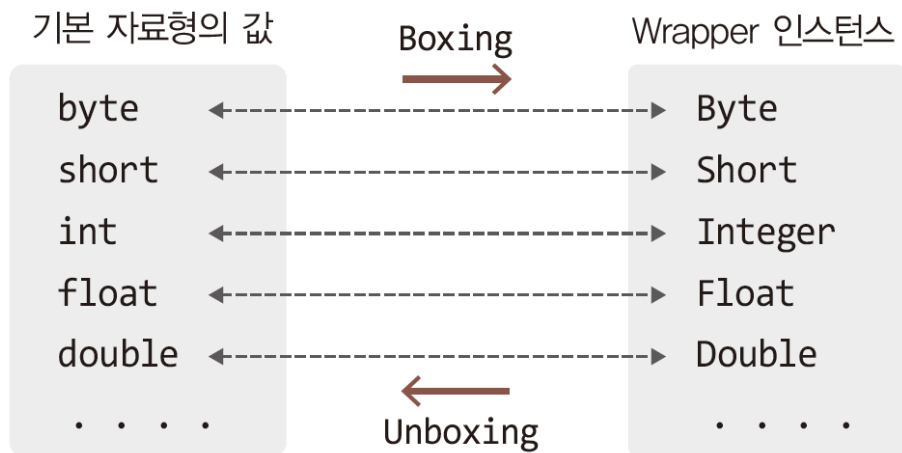 기본 자료형의 값
Boxing
Wrapper 인스턴스
byte
Byte
short
Short
int
Integer
float
Float
double
Double
. . . .
. . . .
Unboxing